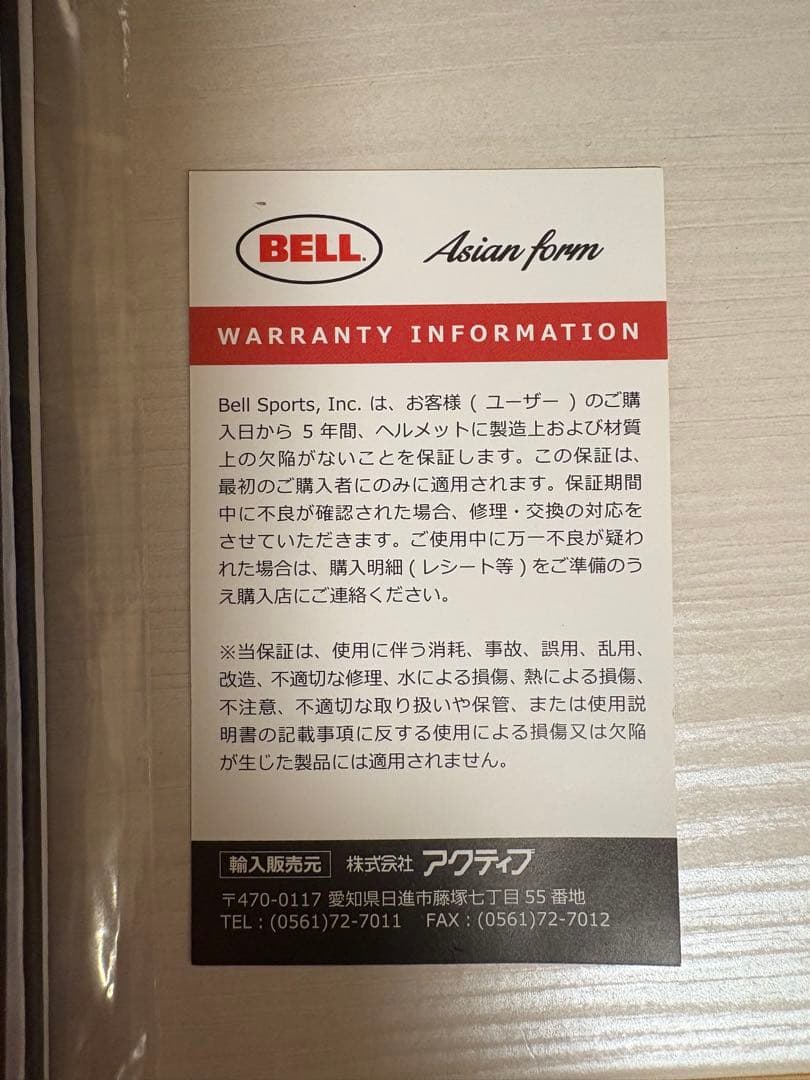 BELL.
Asian form
WARRANTY INFORMATION
Bell Sports, Inc. は、お客様 ( ユーザー ) のご購
入日から 5 年間、ヘルメットに製造上および材質
上の欠陥がないことを保証します。この保証は、
最初のご購入者にのみに適用されます。保証期間
中に不良が確認された場合、修理・交換の対応を
させていただきます。ご使用中に万一不良が疑わ
れた場合は、購入明細 ( レシート等 ) をご準備のう
え購入店にご連絡ください。
※当保証は、使用に伴う消耗、事故、誤用、乱用、
改造、不適切な修理、水による損傷、熱による損傷、
不注意、不適切な取り扱いや保管、または使用説
明書の記載事項に反する使用による損傷又は欠陥
が生じた製品には適用されません。
輸入販売元 株式会社 アクティブ
〒470-0117 愛知県日進市藤塚七丁目 55 番地
TEL : (0561)72-7011 FAX : (0561)72-7012